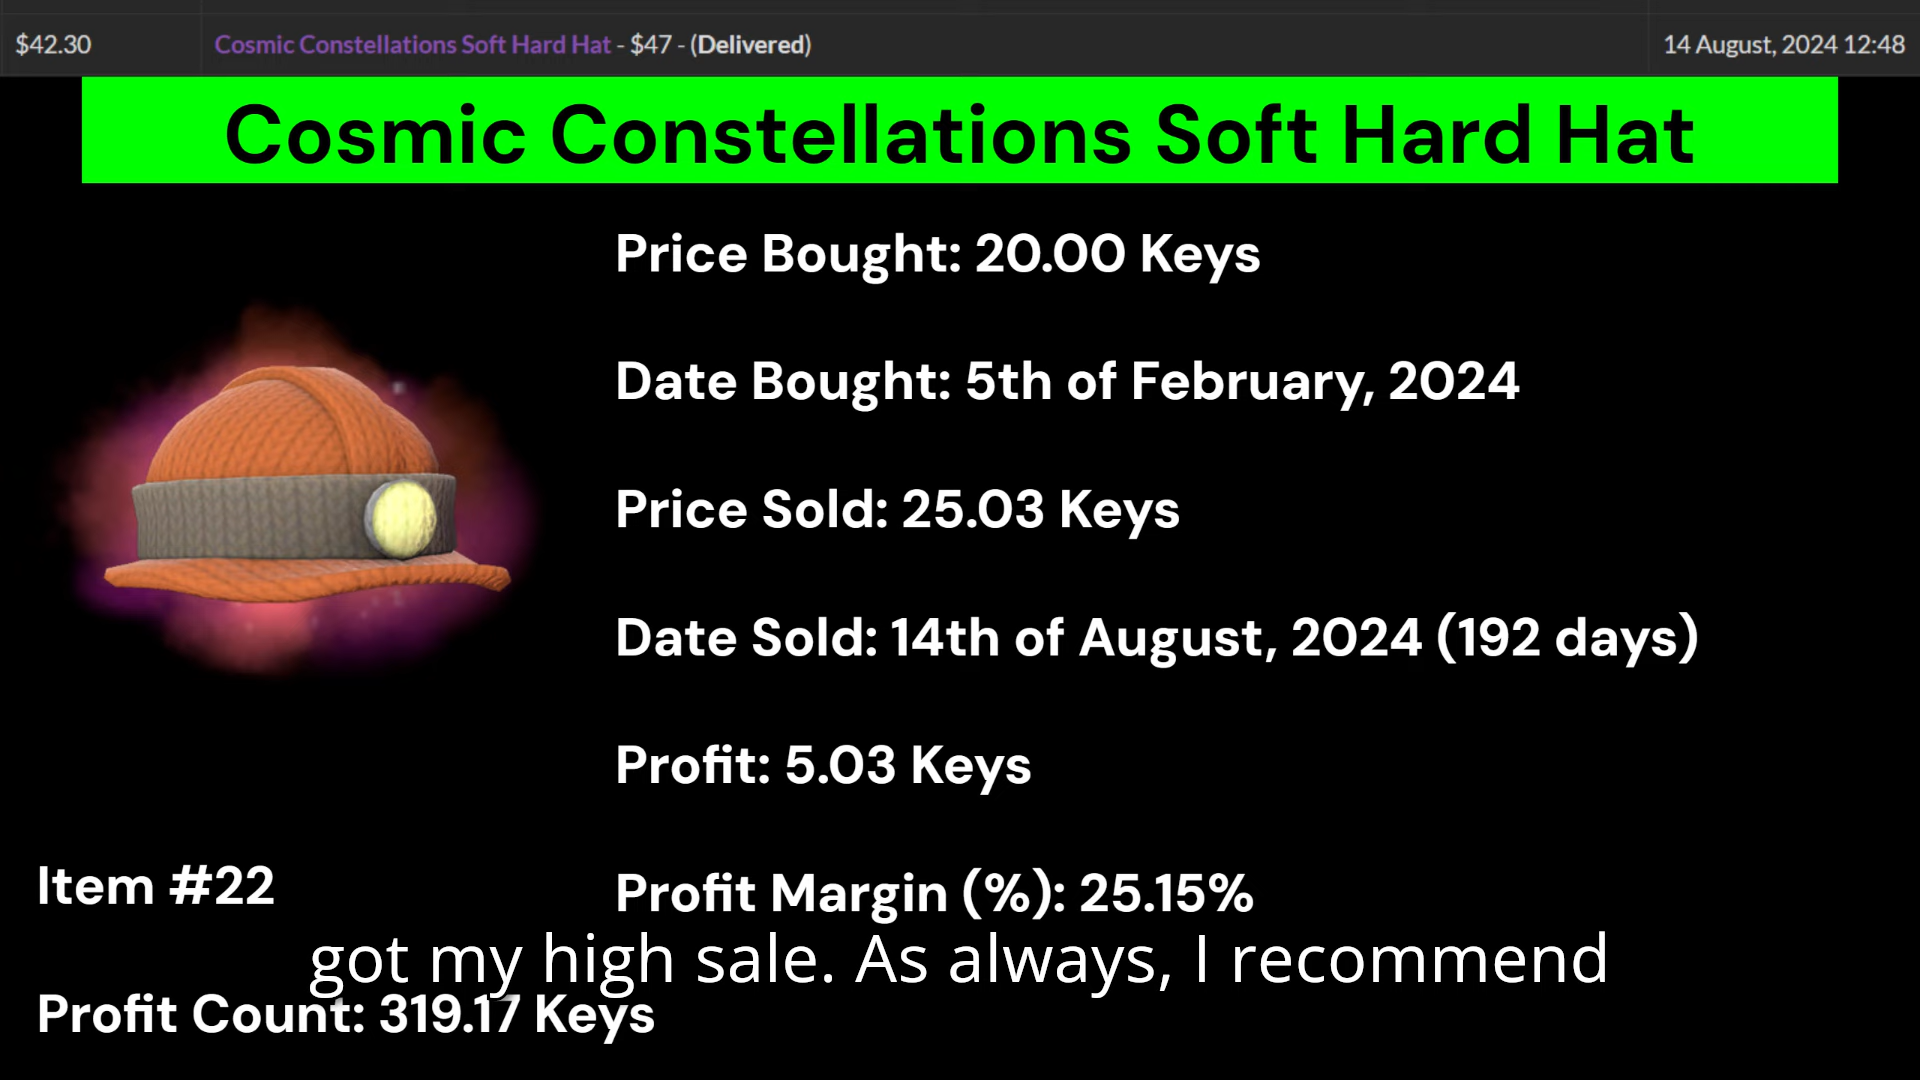 $42.30 Cosmic Constellations Soft Hard Hat - $47 - (Delivered) 14 August, 2024 12:48
Cosmic Constellations Soft Hard Hat
Price Bought: 20.00 Keys
Date Bought: 5th of February, 2024
Price Sold: 25.03 Keys
Date Sold: 14th of August, 2024 (192 days)
Profit: 5.03 Keys
Item #22
Profit Margin (%): 25.15%
got my high sale. As always, I recommend
Profit Count: 319.17 Keys